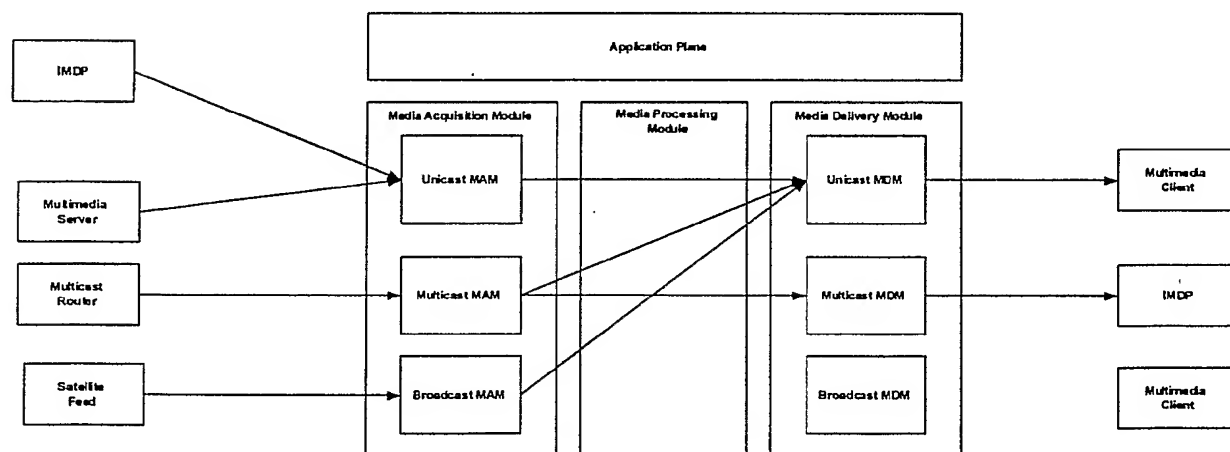 Application Plane
IMDP
Multimedia
Server
Multicast
Router
Satellite
Feed
Media Acquisition Module
Unicast MAM
Multicast MAM
Broadcast MAM
Media Processing
Module
Media Delivery Module
Unicast MDM
Multicast MDM
Broadcast MDM
Multimedia
Client
IMDP
Multimedia
Client